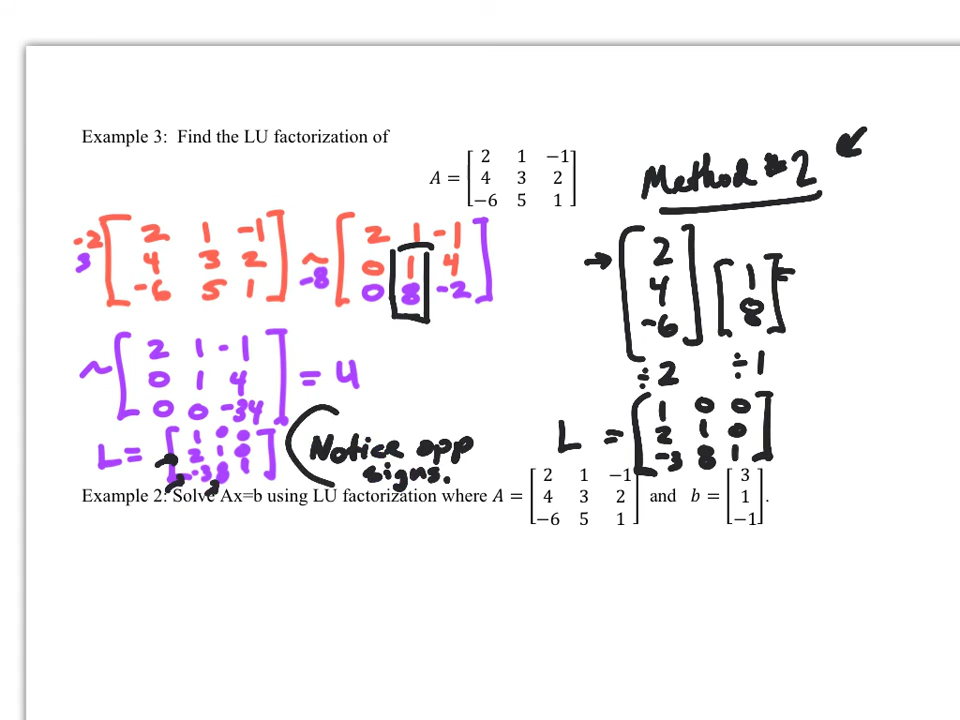 Example 3: Find the LU factorization of
A = [2 1 −1; 4 3 2; −6 5 1]
Method #2
-2 3 [2 1 -1; 4 3 2; -6 5 1] ~ -8 [2 1 -1; 0 1 4; 0 8 -2]
→ [2; 4; -6] [1; 8] ←
÷2 ÷1
~ [2 1 -1; 0 1 4; 0 0 -34] = U
L = [1 0 0; 2 1 0; -3 8 1]
(Notice opp
signs.
L = [1 0 0; 2 1 0; -3 8 1]
Example 2: Solve Ax=b using LU factorization where A = [2 1 −1; 4 3 2; −6 5 1] and b = [3; 1; −1].